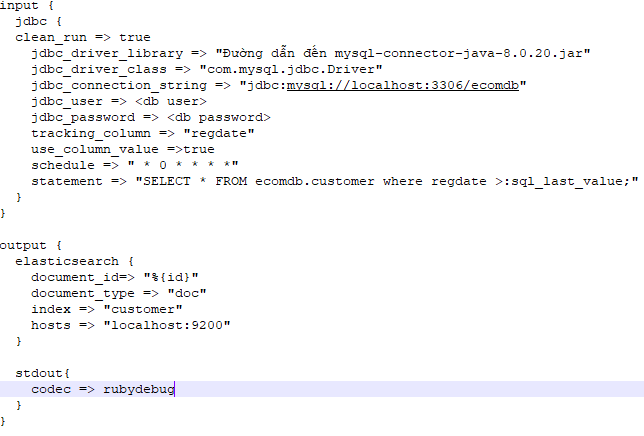 input {
  jdbc {
  clean_run => true
    jdbc_driver_library => "Đường dẫn đến mysql-connector-java-8.0.20.jar"
    jdbc_driver_class => "com.mysql.jdbc.Driver"
    jdbc_connection_string => "jdbc:mysql://localhost:3306/ecomdb"
    jdbc_user => <db user>
    jdbc_password => <db password>
    tracking_column => "regdate"
    use_column_value =>true
    schedule => " * 0 * * * *"
    statement => "SELECT * FROM ecomdb.customer where regdate >:sql_last_value;"
  }
}

output {
  elasticsearch {
    document_id=> "%{id}"
    document_type => "doc"
    index => "customer"
    hosts => "localhost:9200"
  }

  stdout{
    codec => rubydebug
  }
}